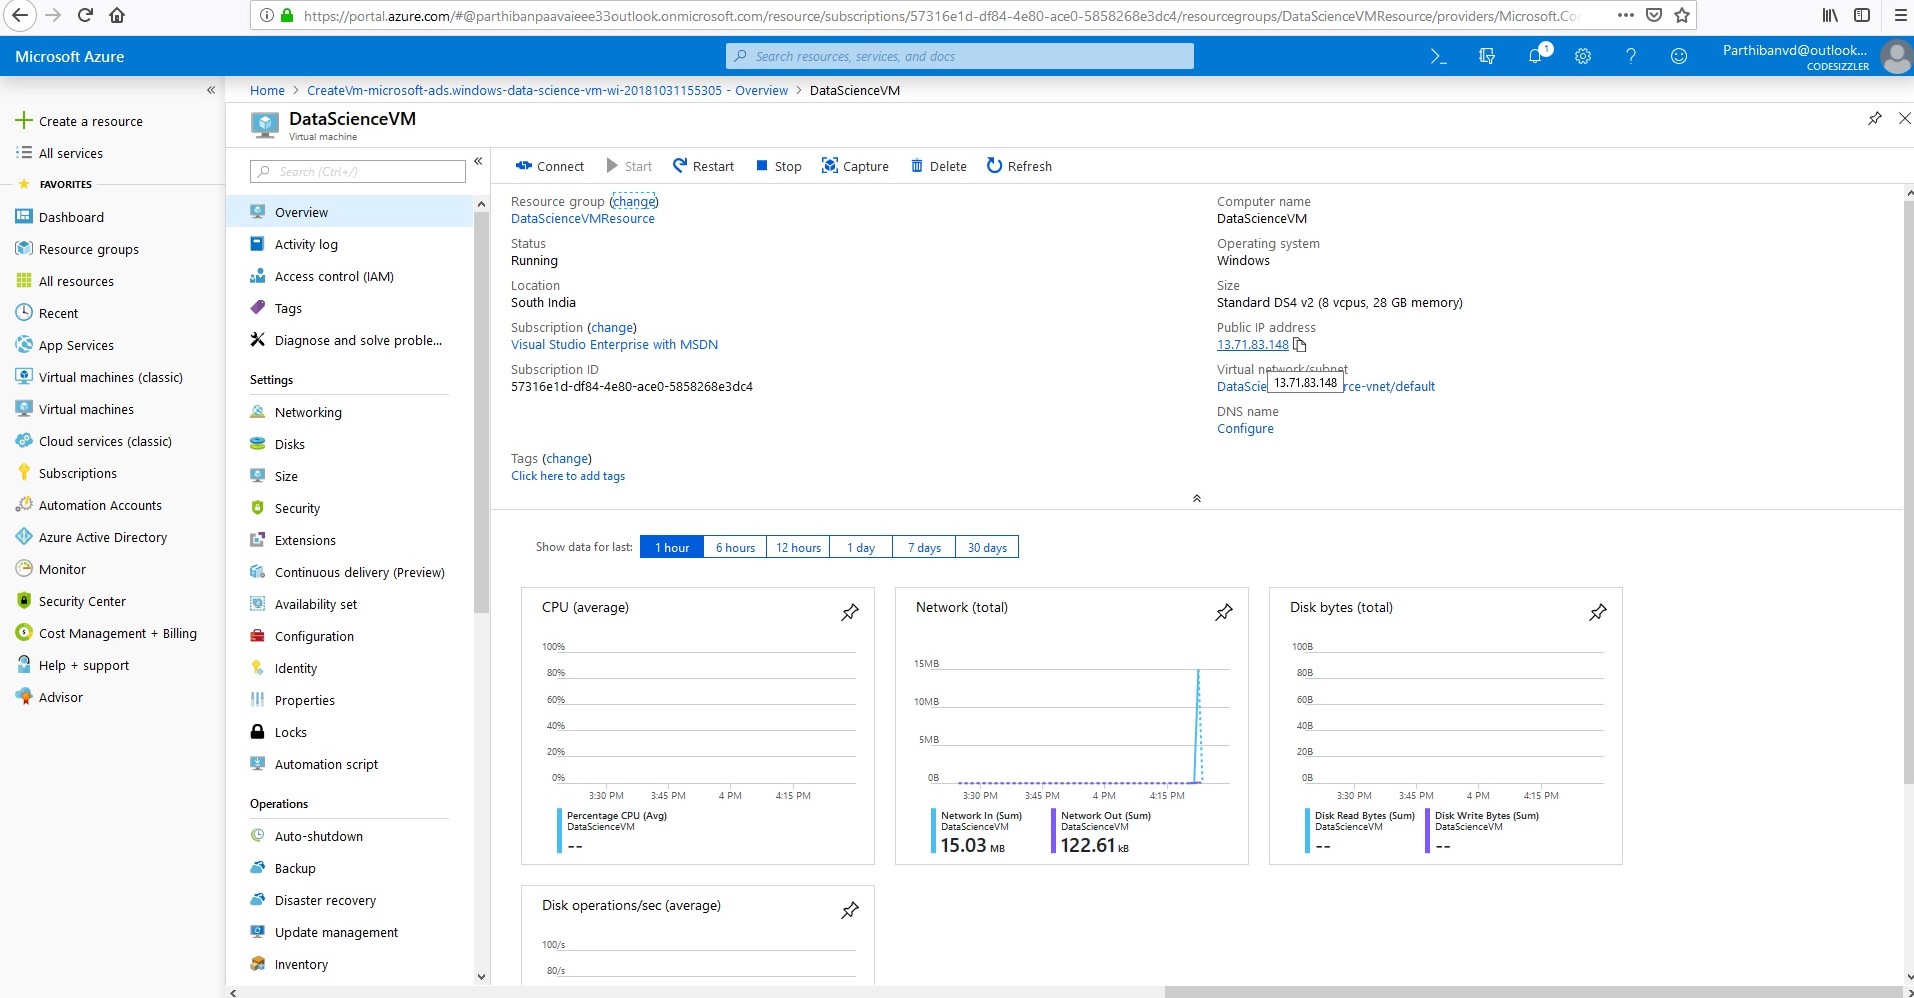 https://portal.azure.com/#@parthibanpaavaieee33outlook.onmicrosoft.com/resource/subscriptions/57316e1d-df84-4e80-ace0-5858268e3dc4/resourcegroups/DataScienceVMResource/providers/Microsoft.Co
Microsoft Azure
Search resources, services, and docs
1
Parthibanvd@outlook...
CODESIZZLER
Home > CreateVm-microsoft-ads.windows-data-science-vm-wi-20181031155305 - Overview > DataScienceVM
Create a resource
All services
FAVORITES
Dashboard
Resource groups
All resources
Recent
App Services
Virtual machines (classic)
Virtual machines
Cloud services (classic)
Subscriptions
Automation Accounts
Azure Active Directory
Monitor
Security Center
Cost Management + Billing
Help + support
Advisor
DataScienceVM
Virtual machine
Search (Ctrl+/)
Overview
Activity log
Access control (IAM)
Tags
Diagnose and solve proble...
Settings
Networking
Disks
Size
Security
Extensions
Continuous delivery (Preview)
Availability set
Configuration
Identity
Properties
Locks
Automation script
Operations
Auto-shutdown
Backup
Disaster recovery
Update management
Inventory
Connect Start Restart Stop Capture Delete Refresh
Resource group (change)
DataScienceVMResource
Status
Running
Location
South India
Subscription (change)
Visual Studio Enterprise with MSDN
Subscription ID
57316e1d-df84-4e80-ace0-5858268e3dc4
Tags (change)
Click here to add tags
Computer name
DataScienceVM
Operating system
Windows
Size
Standard DS4 v2 (8 vcpus, 28 GB memory)
Public IP address
13.71.83.148
Virtual network/subnet
13.71.83.148
DataScie rce-vnet/default
DNS name
Configure
Show data for last: 1 hour 6 hours 12 hours 1 day 7 days 30 days
CPU (average)
100%
80%
60%
40%
20%
0%
3:30 PM 3:45 PM 4 PM 4:15 PM
Percentage CPU (Avg)
DataScienceVM
--
Network (total)
15MB
10MB
5MB
0B
3:30 PM 3:45 PM 4 PM 4:15 PM
Network In (Sum) Network Out (Sum)
DataScienceVM DataScienceVM
15.03 MB 122.61 kB
Disk bytes (total)
100B
80B
60B
40B
20B
0B
3:30 PM 3:45 PM 4 PM 4:15 PM
Disk Read Bytes (Sum) Disk Write Bytes (Sum)
DataScienceVM DataScienceVM
-- --
Disk operations/sec (average)
100/s
80/s